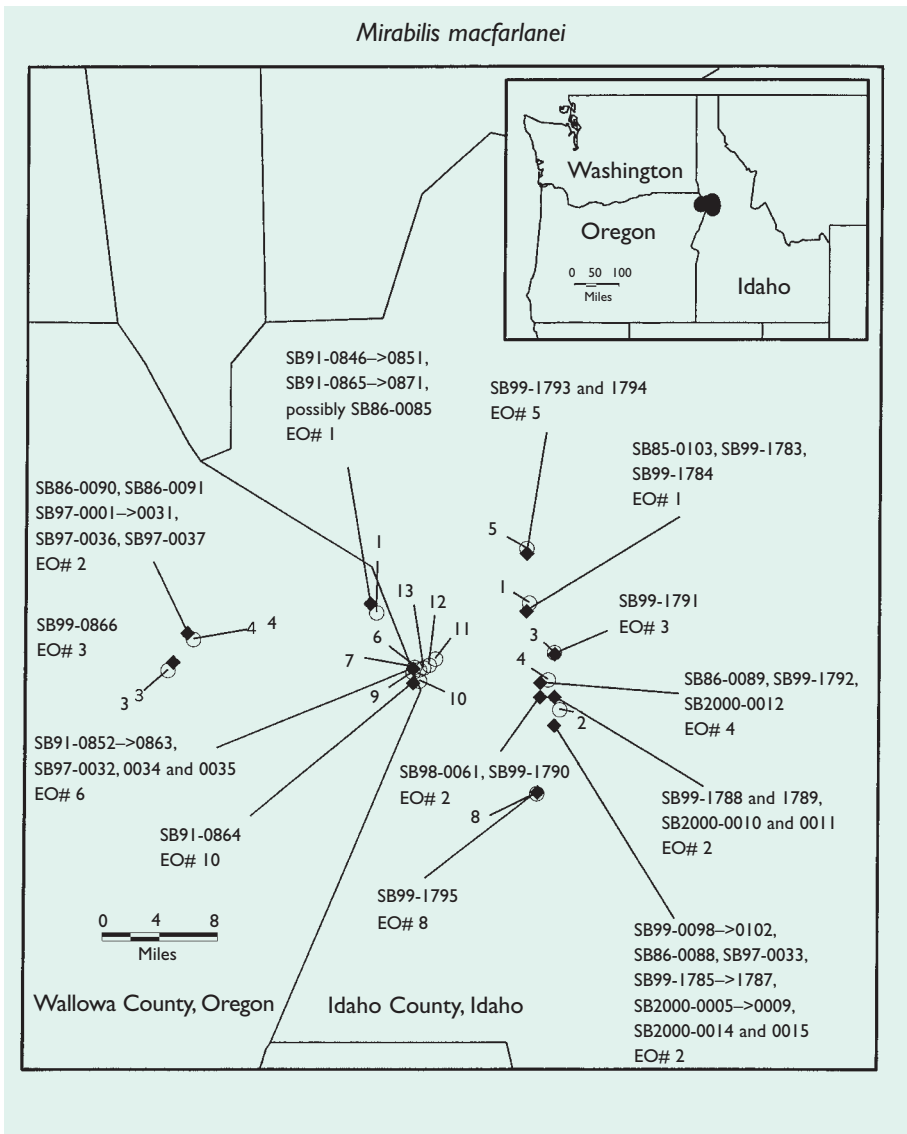 Mirabilis macfarlanei
Washington
Oregon
Idaho
0 50 100
Miles
SB91-0846–>0851,
SB91-0865–>0871,
possibly SB86-0085
EO# 1
SB99-1793 and 1794
EO# 5
SB85-0103, SB99-1783,
SB99-1784
EO# 1
SB86-0090, SB86-0091
SB97-0001–>0031,
SB97-0036, SB97-0037
EO# 2
SB99-0866
EO# 3
SB99-1791
EO# 3
5
1
1
13
12
11
6
7
9
10
3
4
2
8
4
4
3
3
SB86-0089, SB99-1792,
SB2000-0012
EO# 4
SB91-0852–>0863,
SB97-0032, 0034 and 0035
EO# 6
SB98-0061, SB99-1790
EO# 2
SB99-1788 and 1789,
SB2000-0010 and 0011
EO# 2
SB91-0864
EO# 10
SB99-1795
EO# 8
SB99-0098–>0102,
SB86-0088, SB97-0033,
SB99-1785–>1787,
SB2000-0005–>0009,
SB2000-0014 and 0015
EO# 2
0 4 8
Miles
Wallowa County, Oregon
Idaho County, Idaho